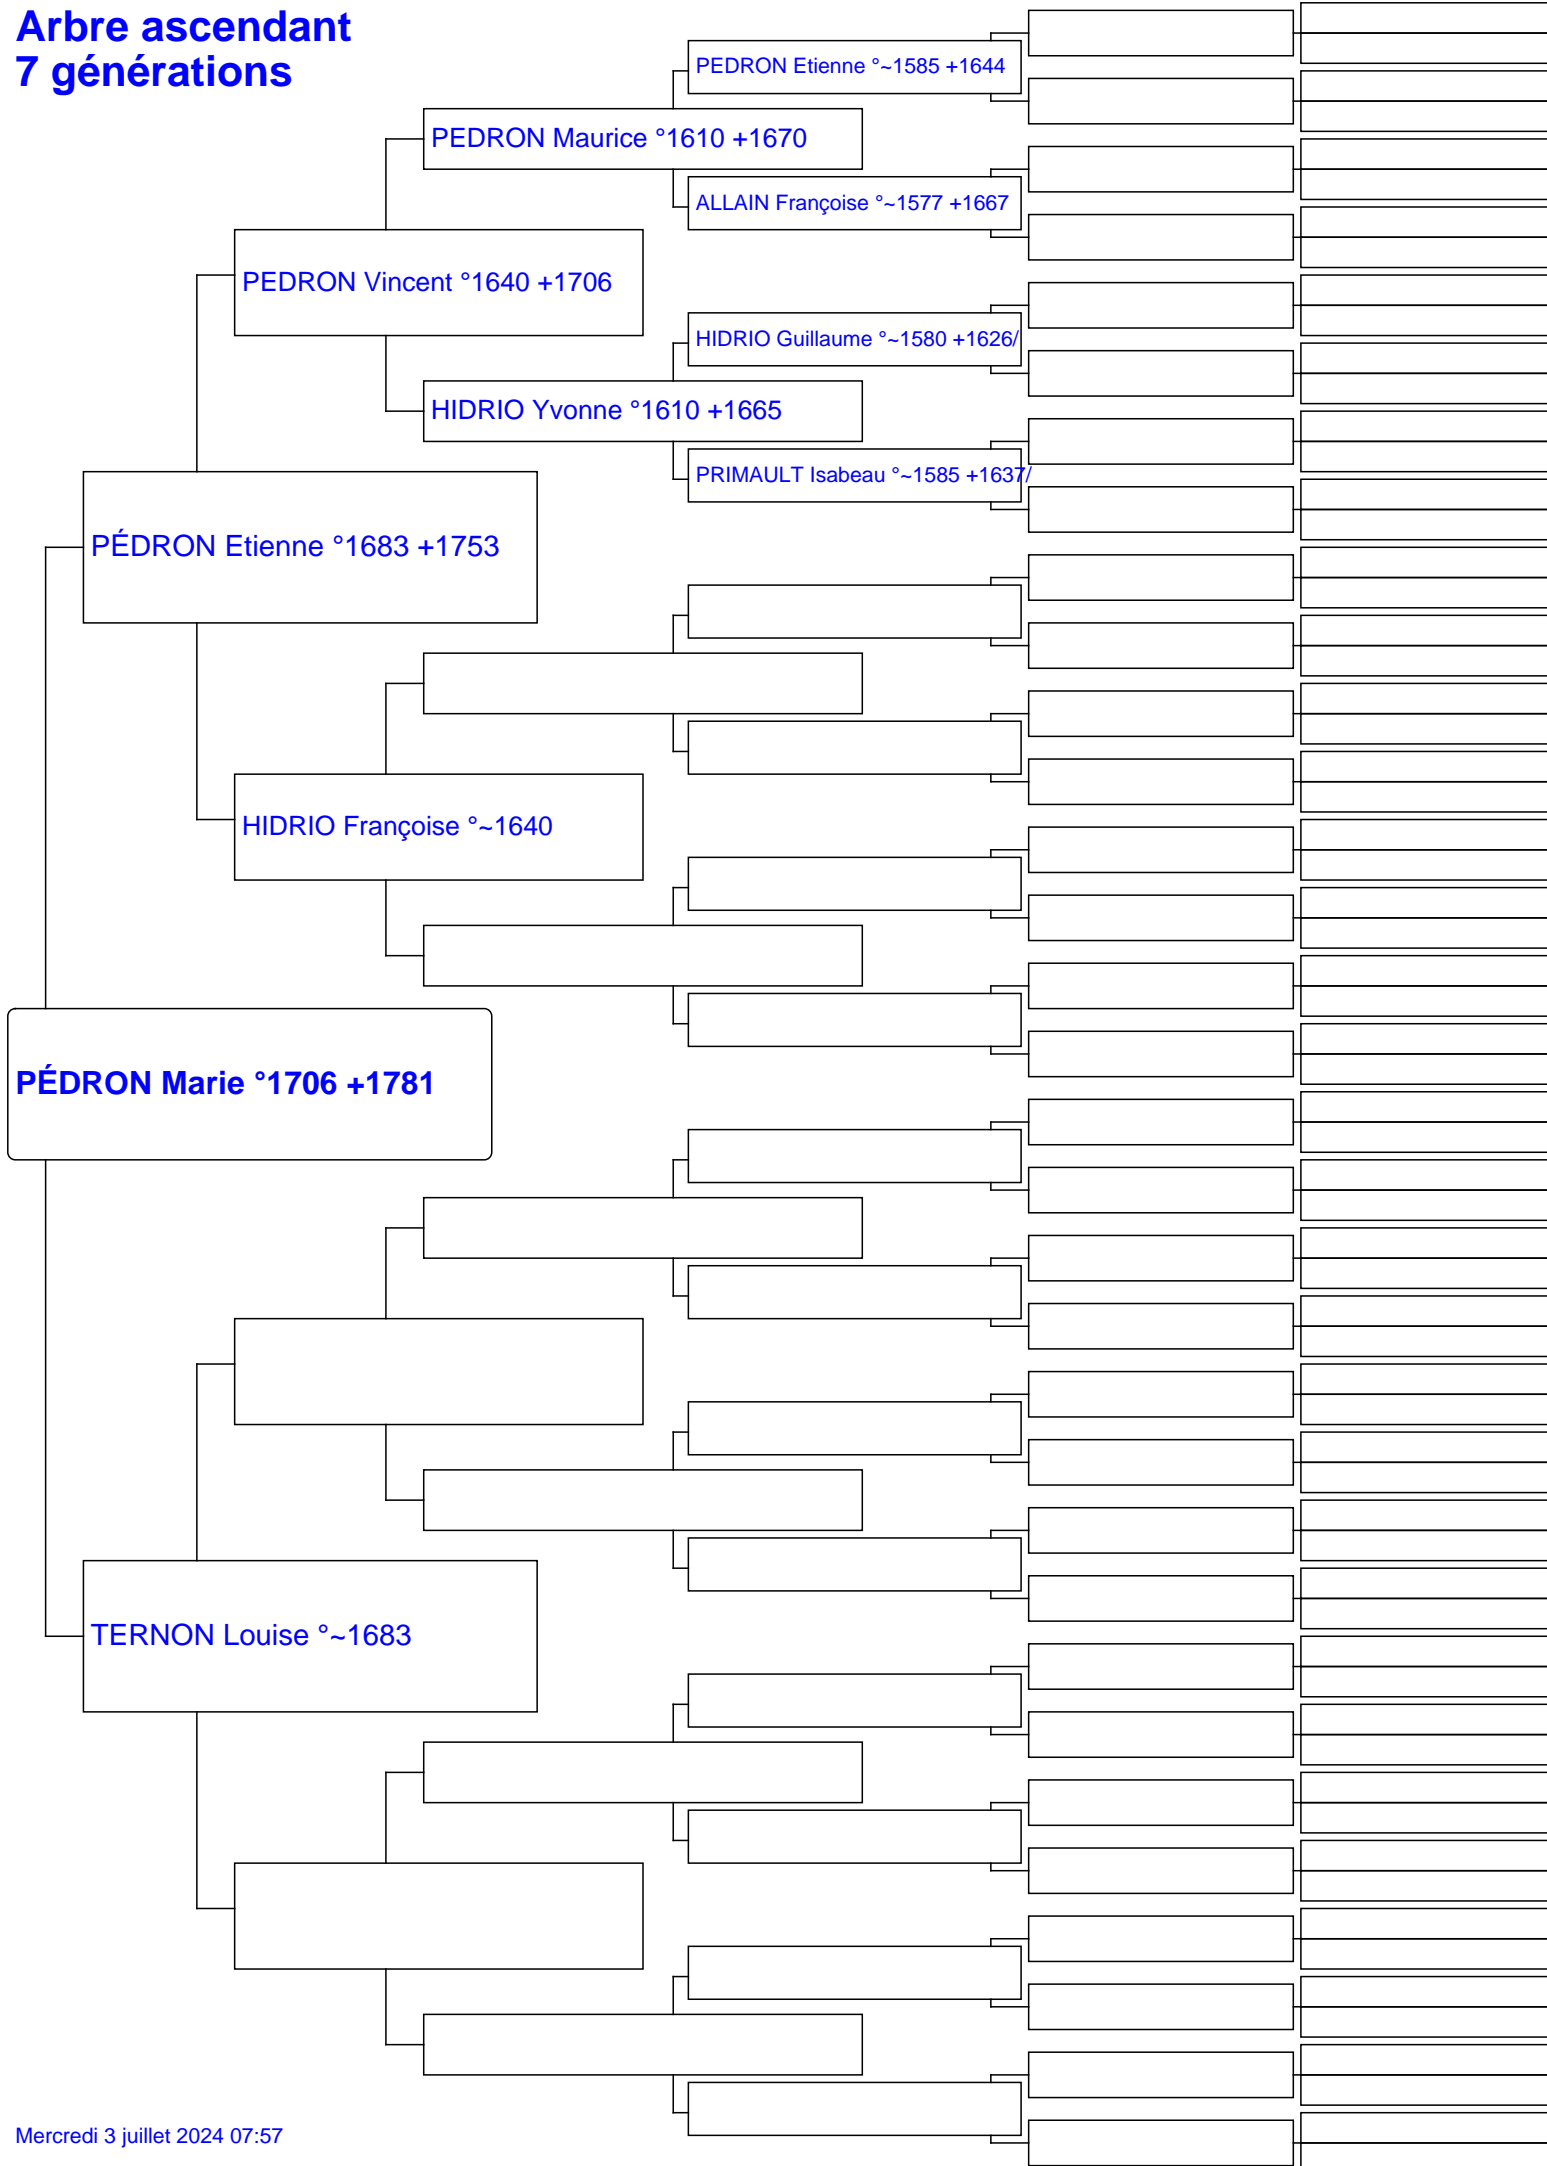 Arbre ascendant
7 générations
PEDRON Etienne °~1585 +1644
PEDRON Maurice °1610 +1670
ALLAIN Françoise °~1577 +1667
PEDRON Vincent °1640 +1706
HIDRIO Guillaume °~1580 +1626/
HIDRIO Yvonne °1610 +1665
PRIMAULT Isabeau °~1585 +1637/
PÉDRON Etienne °1683 +1753
HIDRIO Françoise °~1640
PÉDRON Marie °1706 +1781
TERNON Louise °~1683
Mercredi 3 juillet 2024 07:57